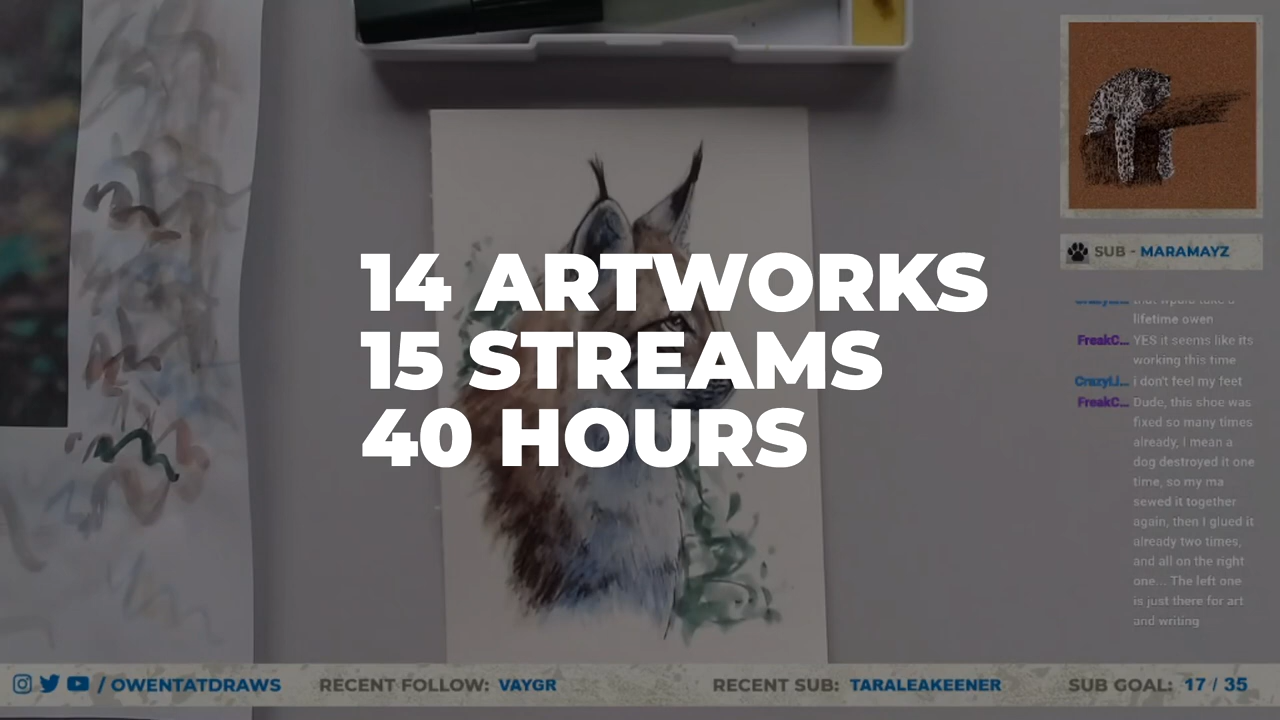 14 ARTWORKS
15 STREAMS
40 HOURS
SUB - MARAMAYZ
lifetime owen
FreakC... YES it seems like its
working this time
CrazyLi... i don't feel my feet
FreakC... Dude, this shoe was
fixed so many times
already, I mean a
dog destroyed it one
time, so my ma
sewed it together
again, then I glued it
already two times,
and all on the right
one... The left one
is just there for art
and writing
/ OWENTATDRAWS RECENT FOLLOW: VAYGR RECENT SUB: TARALEAKEENER SUB GOAL: 17 / 35